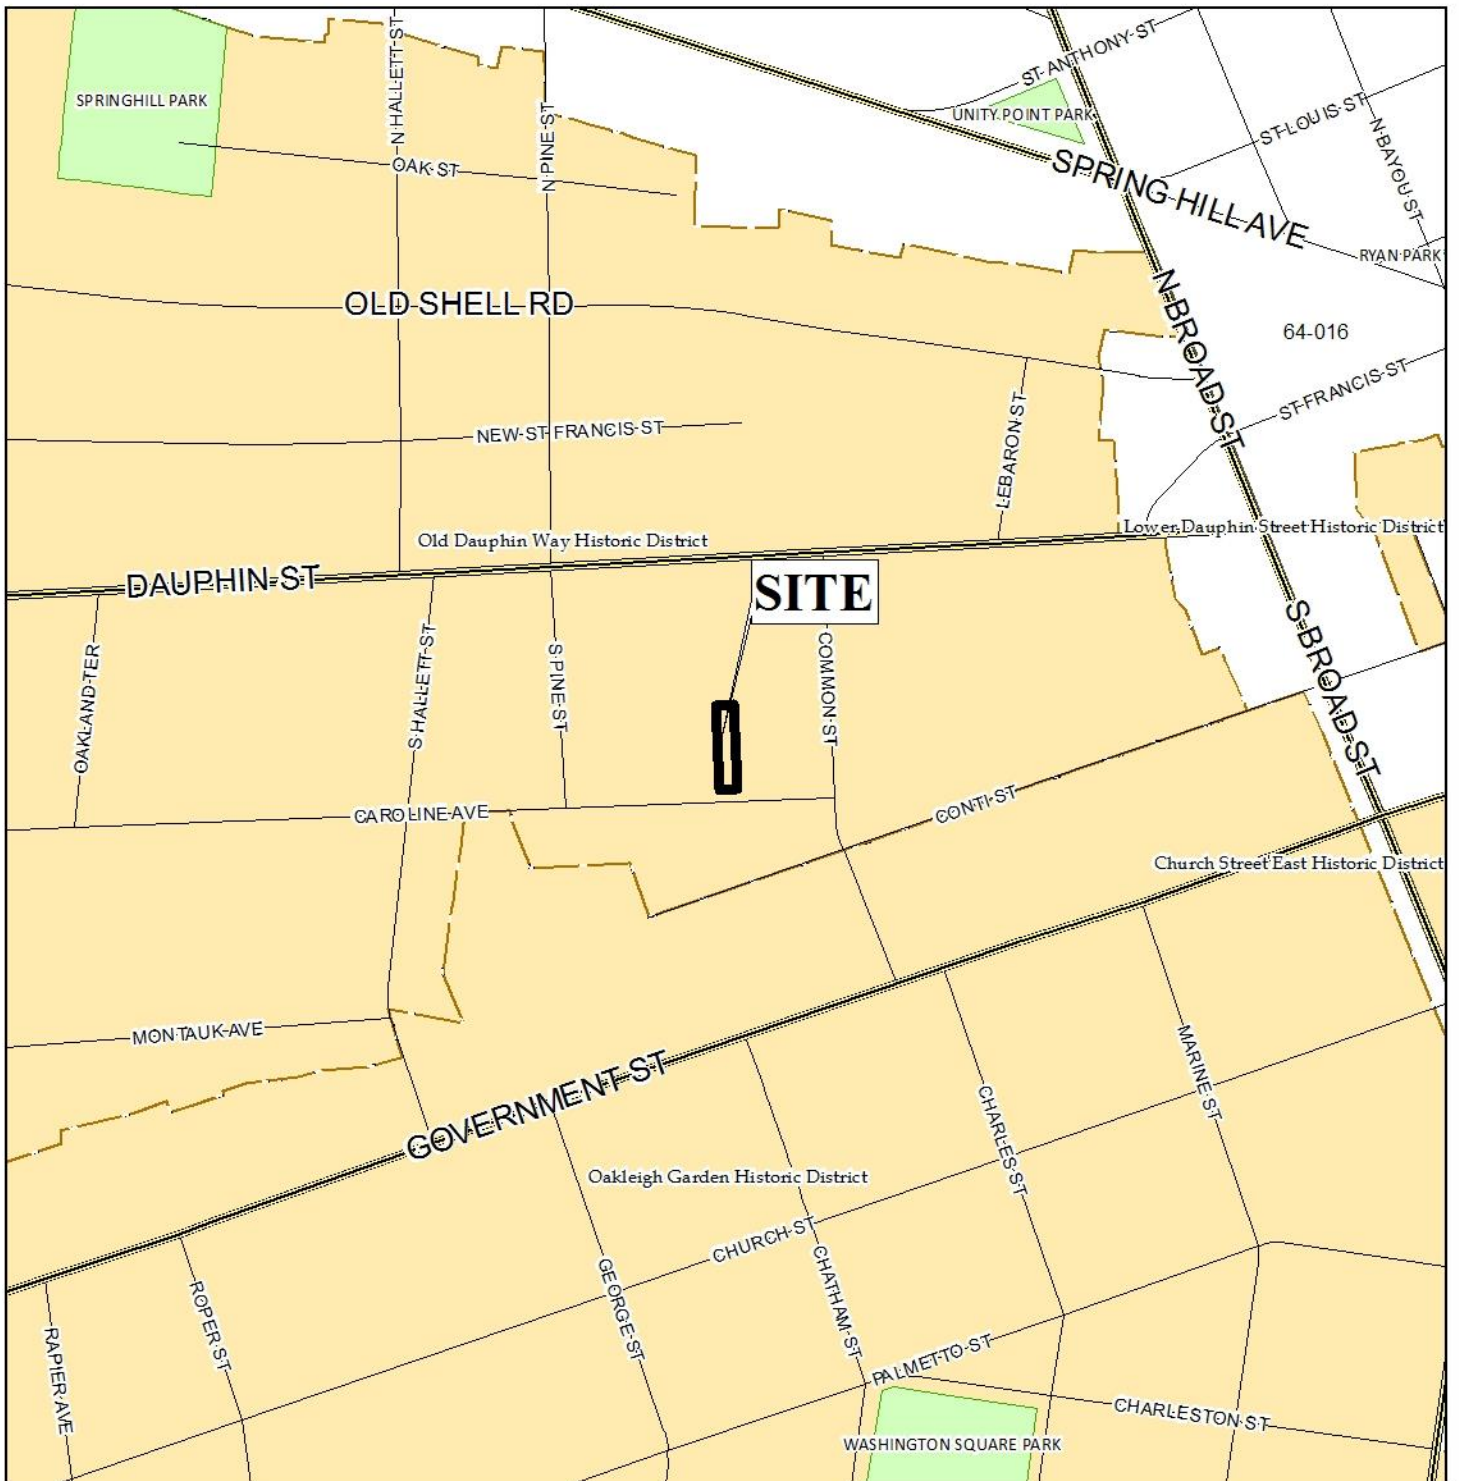 N HALLETT ST
ST ANTHONY ST
SPRINGHILL PARK
N PINE ST
UNITY POINT PARK
ST LOUIS ST
N BAYOU ST
OAK ST
SPRING HILL AVE
RYAN PARK
OLD SHELL RD
N BROAD ST
64-016
ST FRANCIS ST
NEW ST FRANCIS ST
LEBARON ST
Old Dauphin Way Historic District
Lower Dauphin Street Historic District
DAUPHIN ST
SITE
OAKLAND TER
S HALLETT ST
S PINE ST
COMMON ST
S BROAD ST
CAROLINE AVE
CONTI ST
Church Street East Historic District
MONTAUK AVE
GOVERNMENT ST
CHARLES ST
MARINE ST
Oakleigh Garden Historic District
CHURCH ST
ROPER ST
GEORGE ST
CHATHAM ST
RAPIER AVE
PALMETTO ST
CHARLESTON ST
WASHINGTON SQUARE PARK